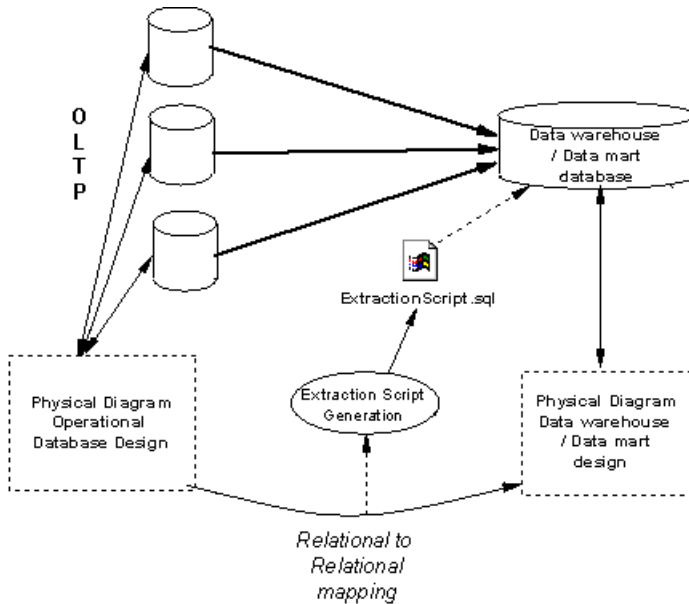 O
L
T
P
Data warehouse
/ Data mart
database
ExtractionScript.sql
Physical Diagram
Operational
Database Design
Extraction Script
Generation
Physical Diagram
Data warehouse
/ Data mart
design
Relational to
Relational
mapping